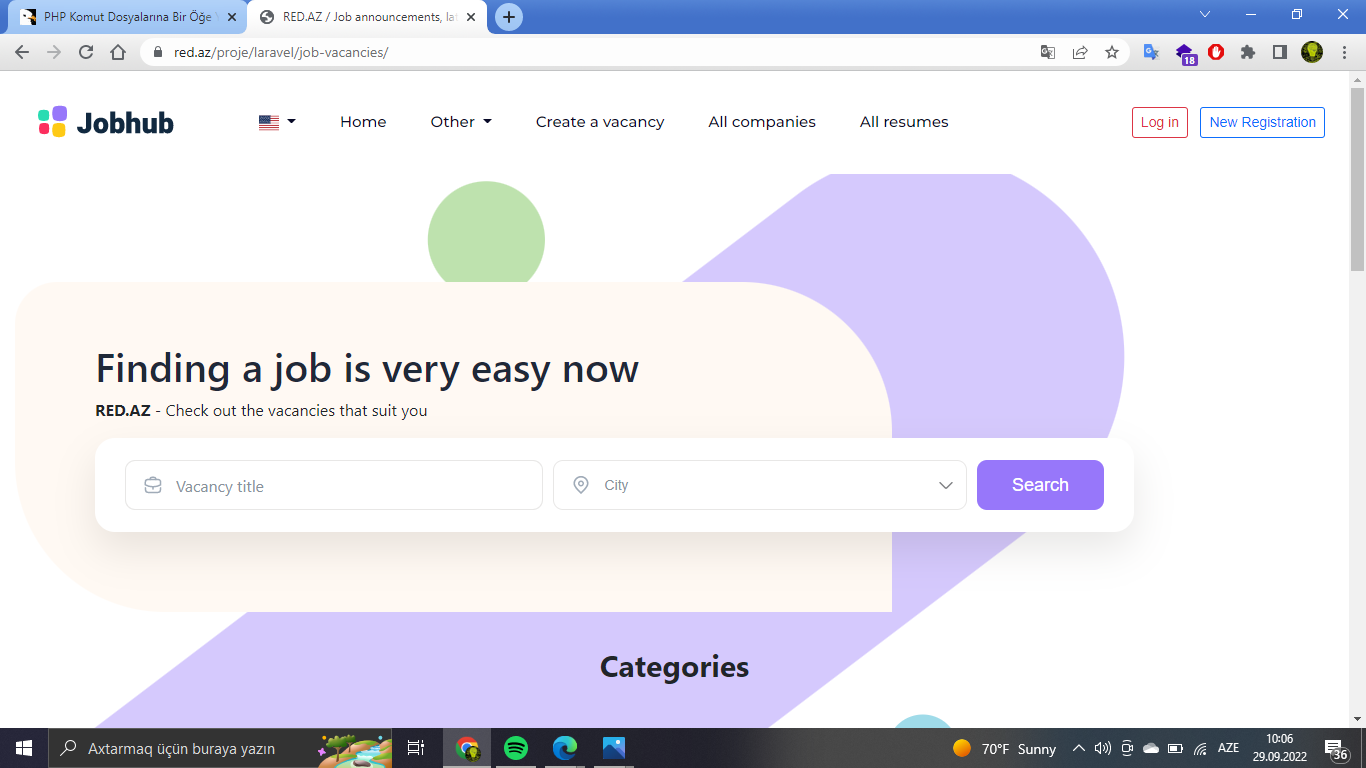 PHP Komut Dosyalarına Bir Öğe
RED.AZ / Job announcements, lat
red.az/proje/laravel/job-vacancies/
18
Jobhub
Home
Other
Create a vacancy
All companies
All resumes
Log in
New Registration
Finding a job is very easy now
RED.AZ - Check out the vacancies that suit you
Vacancy title
City
Search
Categories
Axtarmaq üçün buraya yazın
70°F Sunny
AZE
10:06
29.09.2022
36